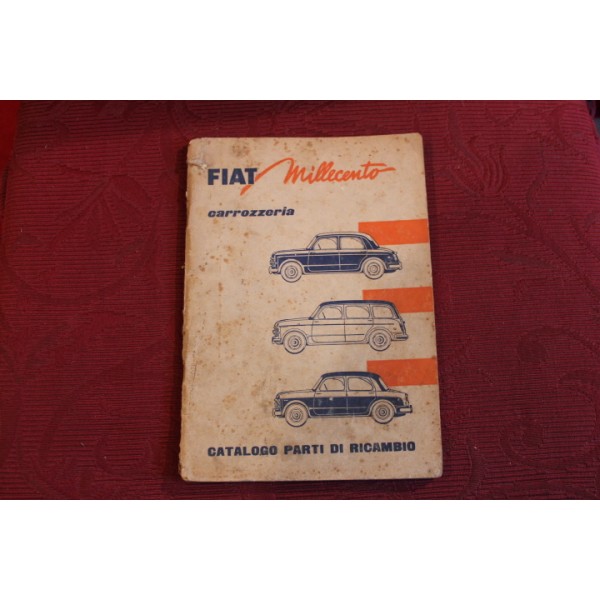 FIAT Millecento
carrozzeria
CATALOGO PARTI DI RICAMBIO